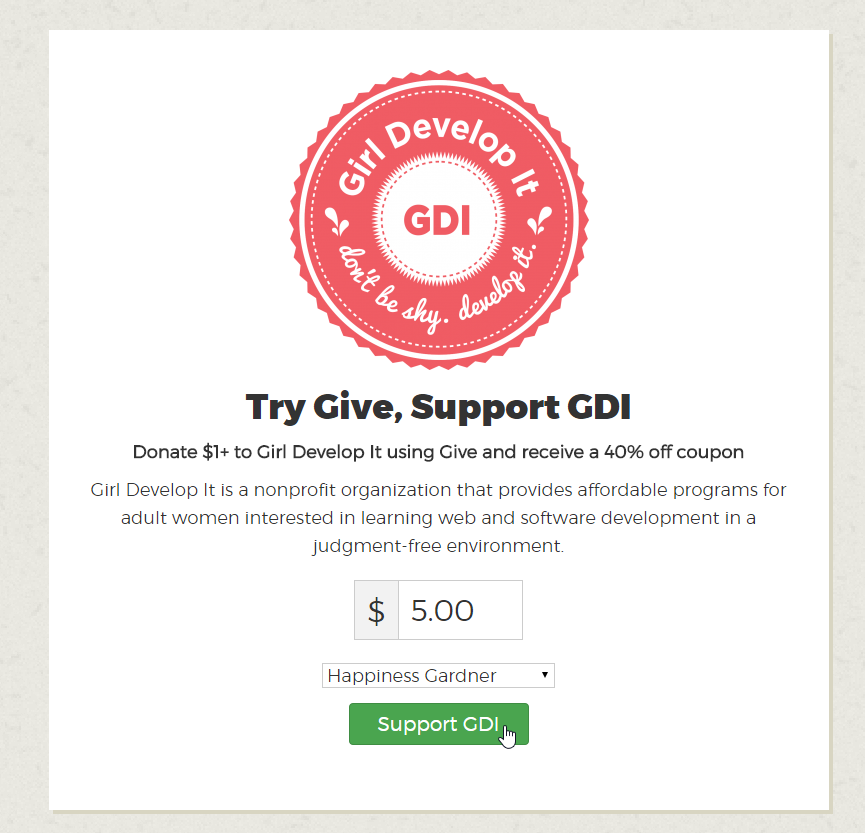 Girl Develop It
GDI
don't be shy. develop it.
Try Give, Support GDI
Donate $1+ to Girl Develop It using Give and receive a 40% off coupon
Girl Develop It is a nonprofit organization that provides affordable programs for
adult women interested in learning web and software development in a
judgment-free environment.
$ 5.00
Happiness Gardner
Support GDI